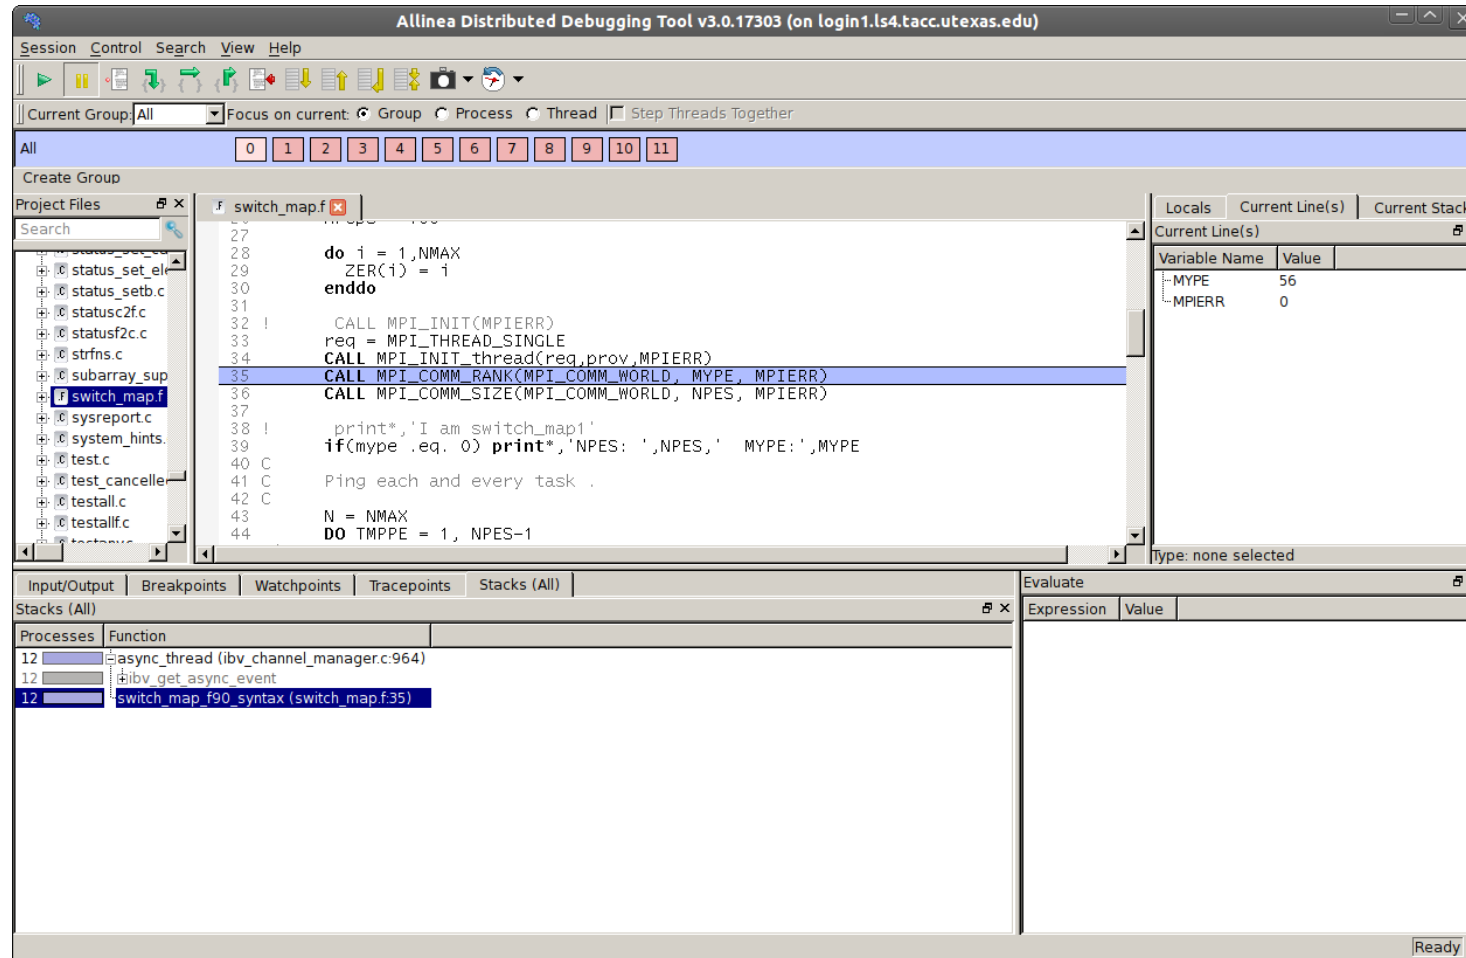 Allinea Distributed Debugging Tool v3.0.17303 (on login1.ls4.tacc.utexas.edu)
Session Control Search View Help
Current Group: All Focus on current: Group Process Thread Step Threads Together
All 0 1 2 3 4 5 6 7 8 9 10 11
Create Group
Project Files
Search
status_set_ele
status_setb.c
statusc2f.c
statusf2c.c
strfns.c
subarray_sup
switch_map.f
sysreport.c
system_hints.
test.c
test_cancelle
testall.c
testallf.c
switch_map.f
27
28 do i = 1,NMAX
29 ZER(i) = i
30 enddo
31
32 ! CALL MPI_INIT(MPIERR)
33 req = MPI_THREAD_SINGLE
34 CALL MPI_INIT_thread(req,prov,MPIERR)
35 CALL MPI_COMM_RANK(MPI_COMM_WORLD, MYPE, MPIERR)
36 CALL MPI_COMM_SIZE(MPI_COMM_WORLD, NPES, MPIERR)
37
38 ! print*,'I am switch_map1'
39 if(mype .eq. 0) print*,'NPES: ',NPES,' MYPE:',MYPE
40 C
41 C Ping each and every task .
42 C
43 N = NMAX
44 DO TMPPE = 1, NPES-1
Locals Current Line(s) Current Stack
Current Line(s)
Variable Name Value
MYPE 56
MPIERR 0
Type: none selected
Input/Output Breakpoints Watchpoints Tracepoints Stacks (All)
Stacks (All)
Processes Function
12 async_thread (ibv_channel_manager.c:964)
12 ibv_get_async_event
12 switch_map_f90_syntax (switch_map.f:35)
Evaluate
Expression Value
Ready